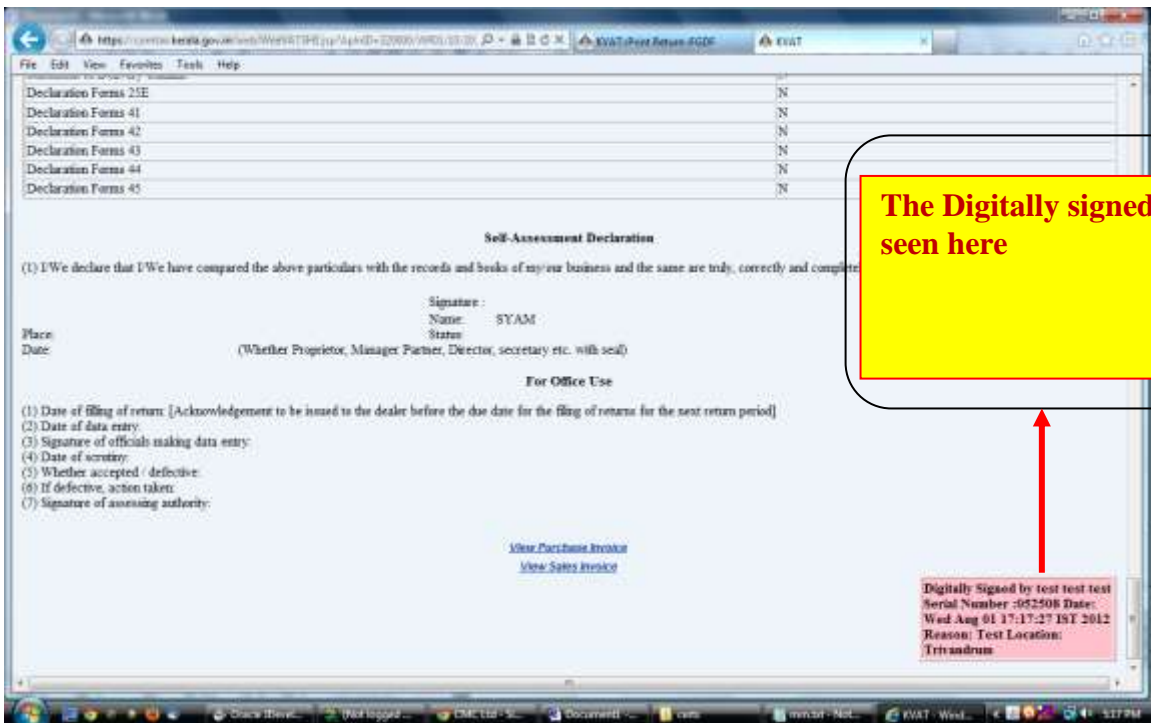 KVAT
File Edit View Favorites Tools Help
Declaration Forms 25E N
Declaration Forms 41 N
Declaration Forms 42 N
Declaration Forms 43 N
Declaration Forms 44 N
Declaration Forms 45 N
The Digitally signed
seen here
Self-Assessment Declaration
(1) I/We declare that I/We have compared the above particulars with the records and books of my/our business and the same are truly, correctly and complete
Signature :
Name: SYAM
Place: Status:
Date: (Whether Proprietor, Manager Partner, Director, secretary etc. with seal)
For Office Use
(1) Date of filing of return: [Acknowledgement to be issued to the dealer before the due date for the filing of returns for the next return period]
(2) Date of data entry:
(3) Signature of officials making data entry:
(4) Date of scrutiny:
(5) Whether accepted / defective:
(6) If defective, action taken:
(7) Signature of assessing authority:
View Purchase Invoice
View Sales Invoice
Digitally Signed by test test test
Serial Number :052508 Date:
Wed Aug 01 17:17:27 IST 2012
Reason: Test Location:
Trivandrum
5:17 PM